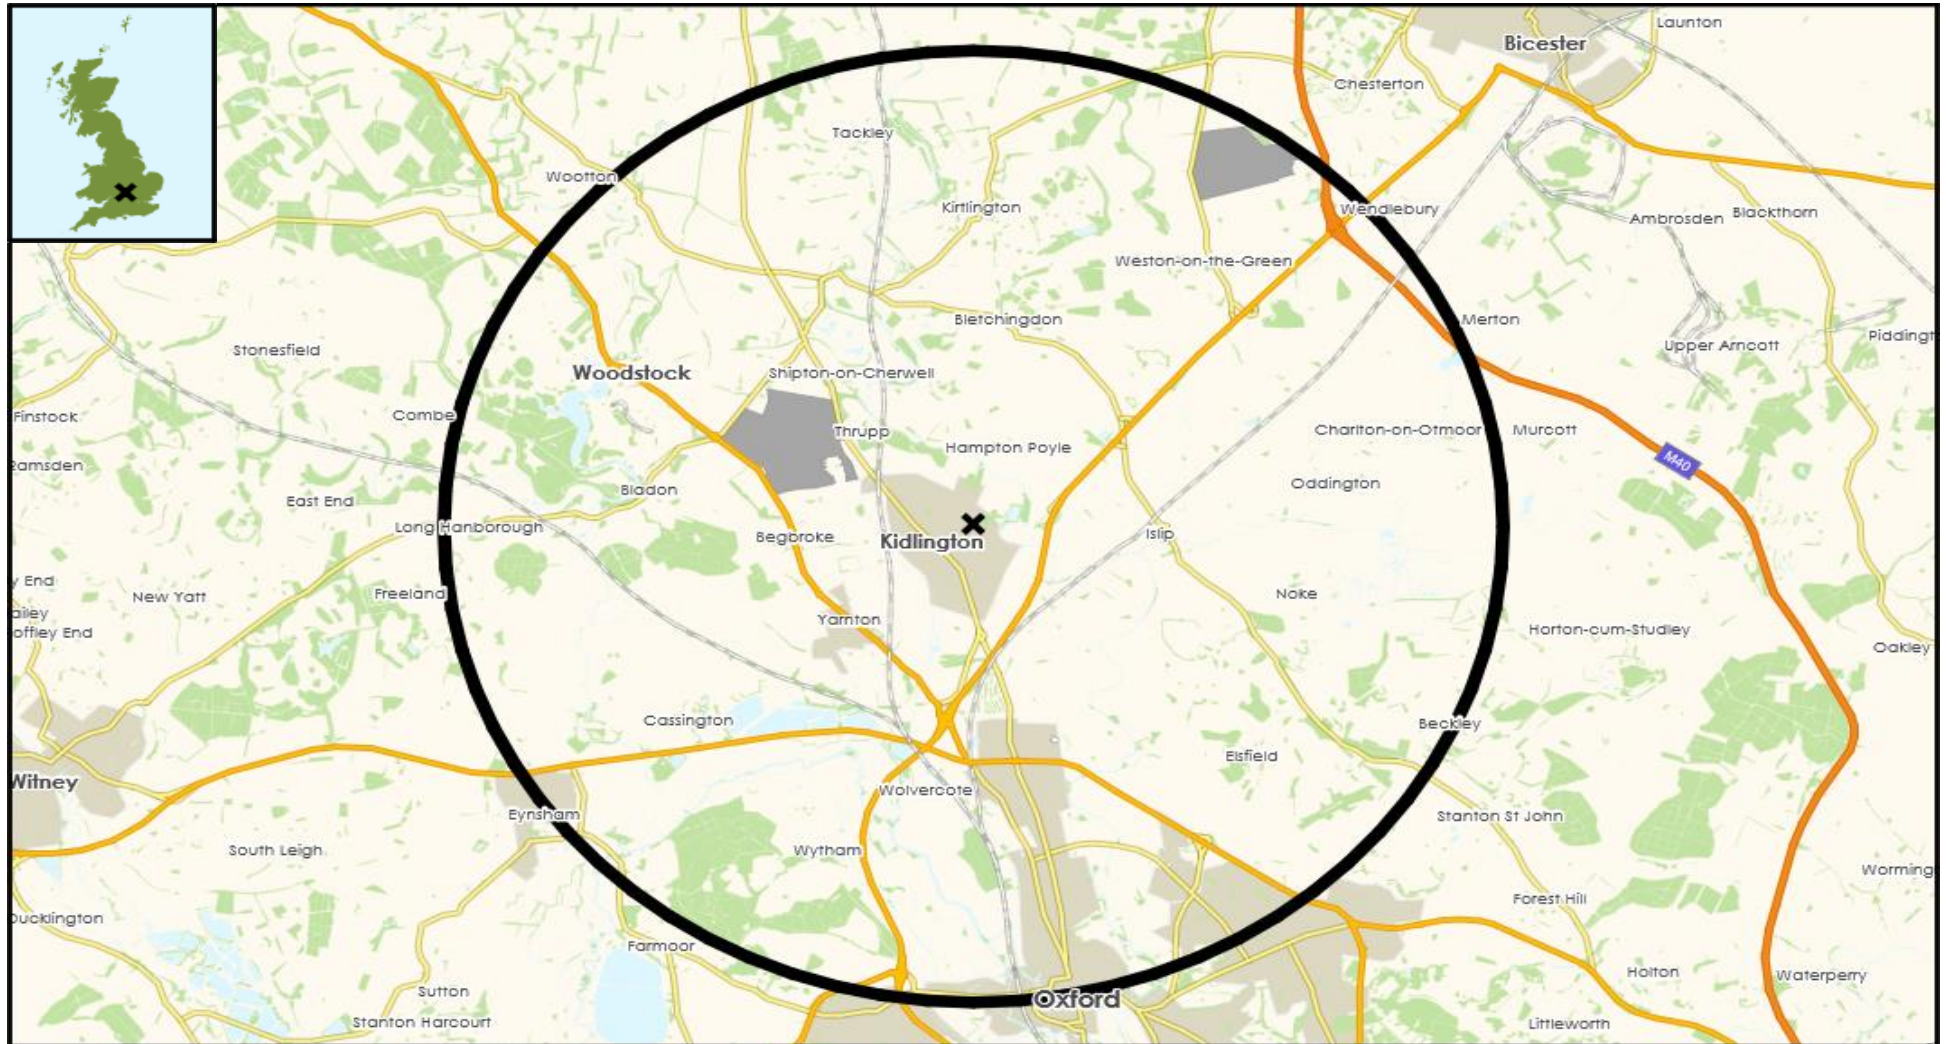 Launton
Bicester
Chesterton
Tackley
Wootton
Kirtlington
Wendlebury
Ambrosden
Blackthorn
Weston-on-the-Green
Bletchingdon
Merton
Piddingt
Stonesfield
Upper Arncott
Woodstock
Shipton-on-Cherwell
Finstock
Combe
Thrupp
Charlton-on-Otmoor
Murcott
Hampton Poyle
M40
Ramsden
Bladon
Oddington
East End
Long Hanborough
Begbroke
Kidlington
Islip
y End
New Yatt
Freeland
Noke
ailey
Yarnton
offley End
Horton-cum-Studley
Oakley
Cassington
Beckley
Elsfield
Witney
Wolvercote
Eynsham
Stanton St John
South Leigh
Wytham
Worming
Forest Hill
Ducklington
Farmoor
Holton
Waterperry
Sutton
Oxford
Stanton Harcourt
Littleworth